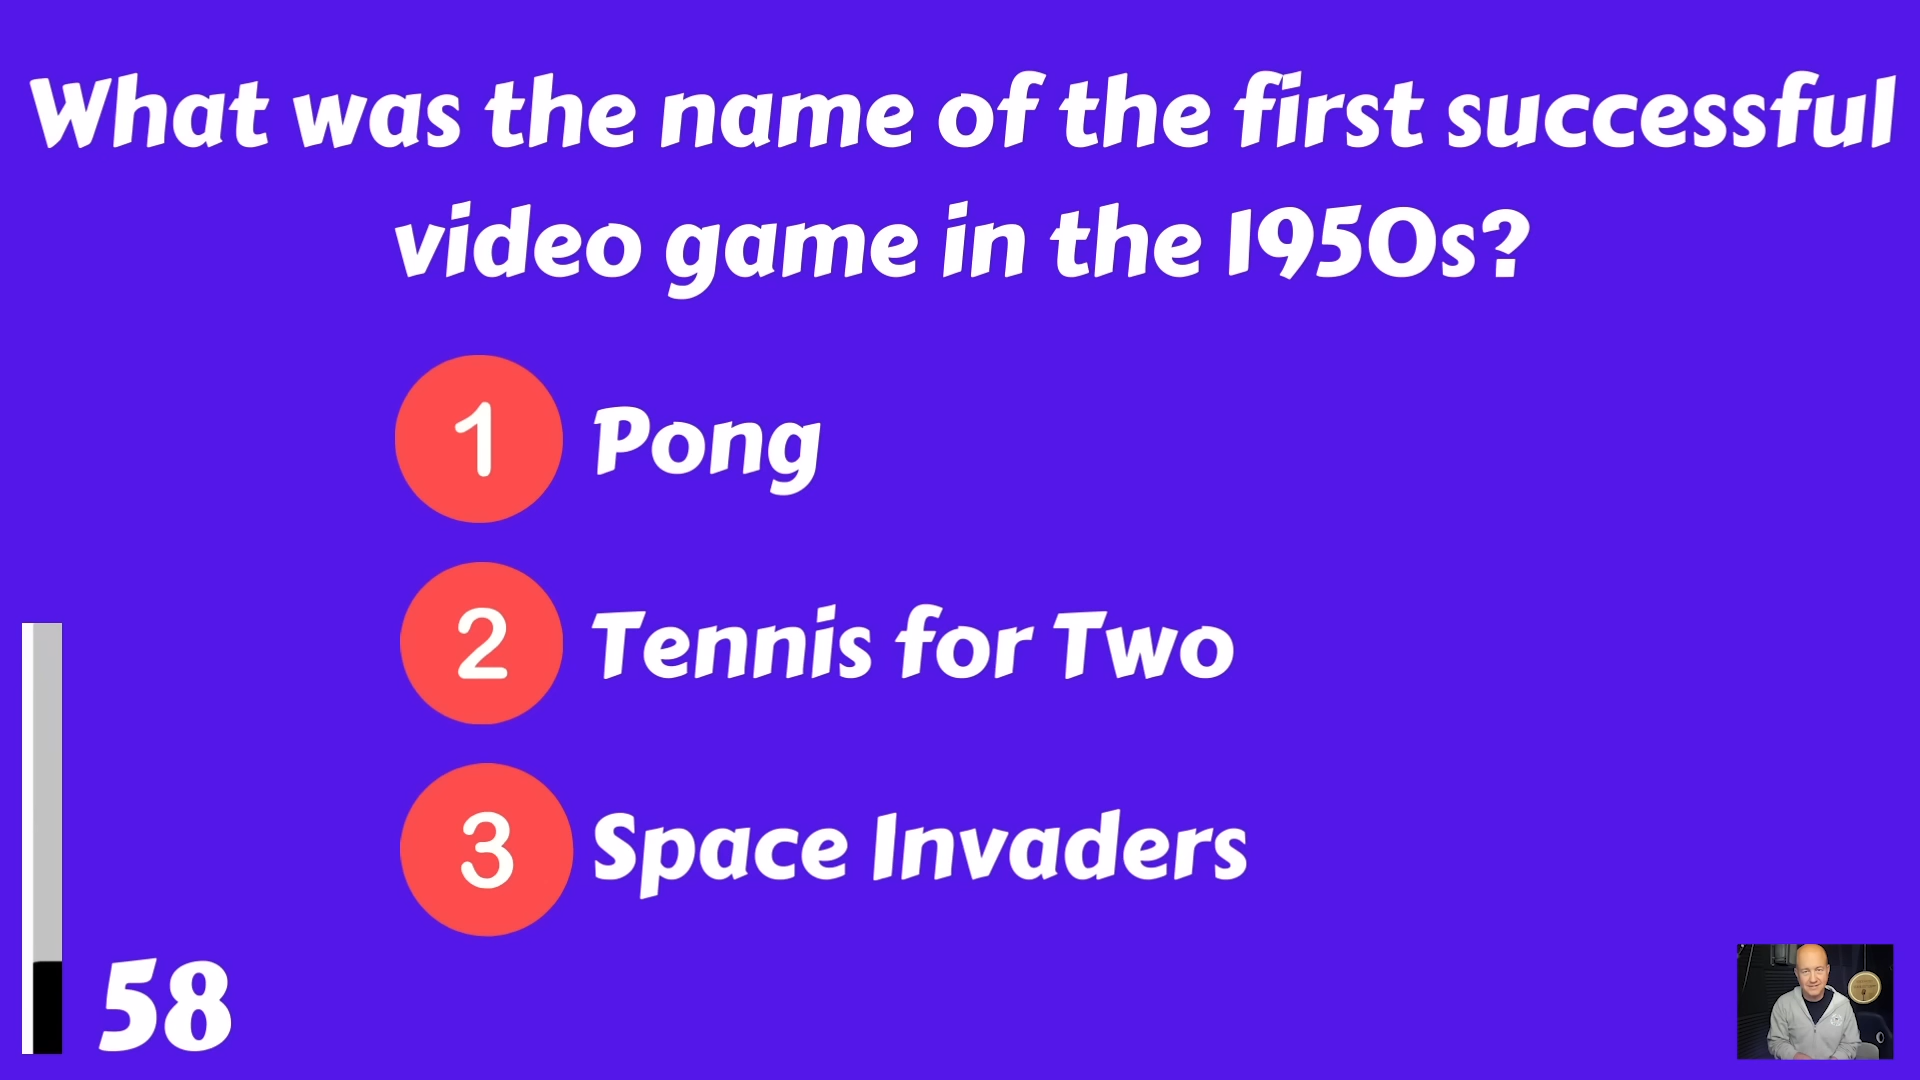 What was the name of the first successful
video game in the 1950s?
1 Pong
2 Tennis for Two
3 Space Invaders
58